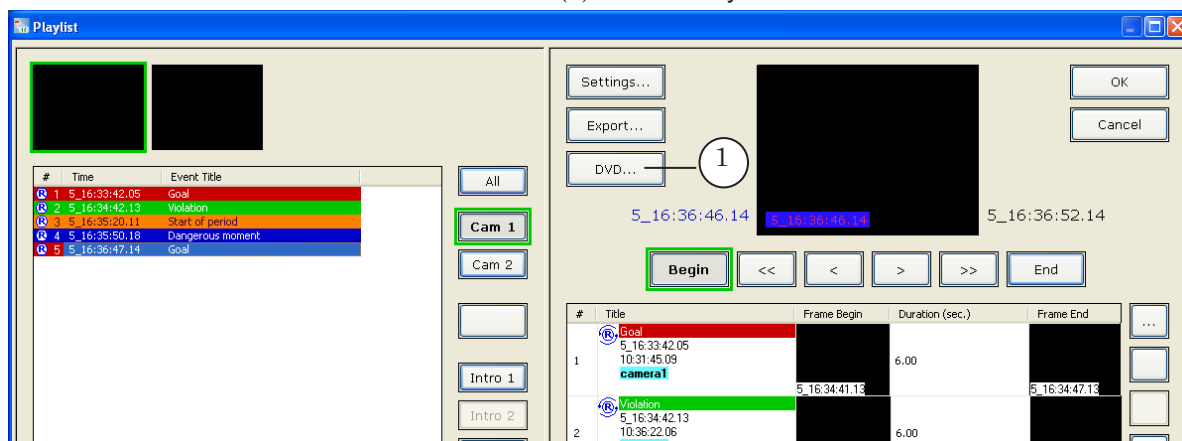 Playlist
# Time Event Title
R 1 5_16:33:42.05 Goal
R 2 5_16:34:42.13 Violation
R 3 5_16:35:20.11 Start of period
R 4 5_16:35:50.18 Dangerous moment
R 5 5_16:36:47.14 Goal
All
Cam 1
Cam 2
Intro 1
Intro 2
Settings...
Export...
DVD...
1
OK
Cancel
5_16:36:46.14
5_16:36:46.14
5_16:36:52.14
Begin << < > >> End
# Title Frame Begin Duration (sec.) Frame End
...
R Goal
5_16:33:42.05
1 10:31:45.09 6.00
camera1
5_16:34:41.13 5_16:34:47.13
R Violation
5_16:34:42.13
2 10:36:22.06 6.00